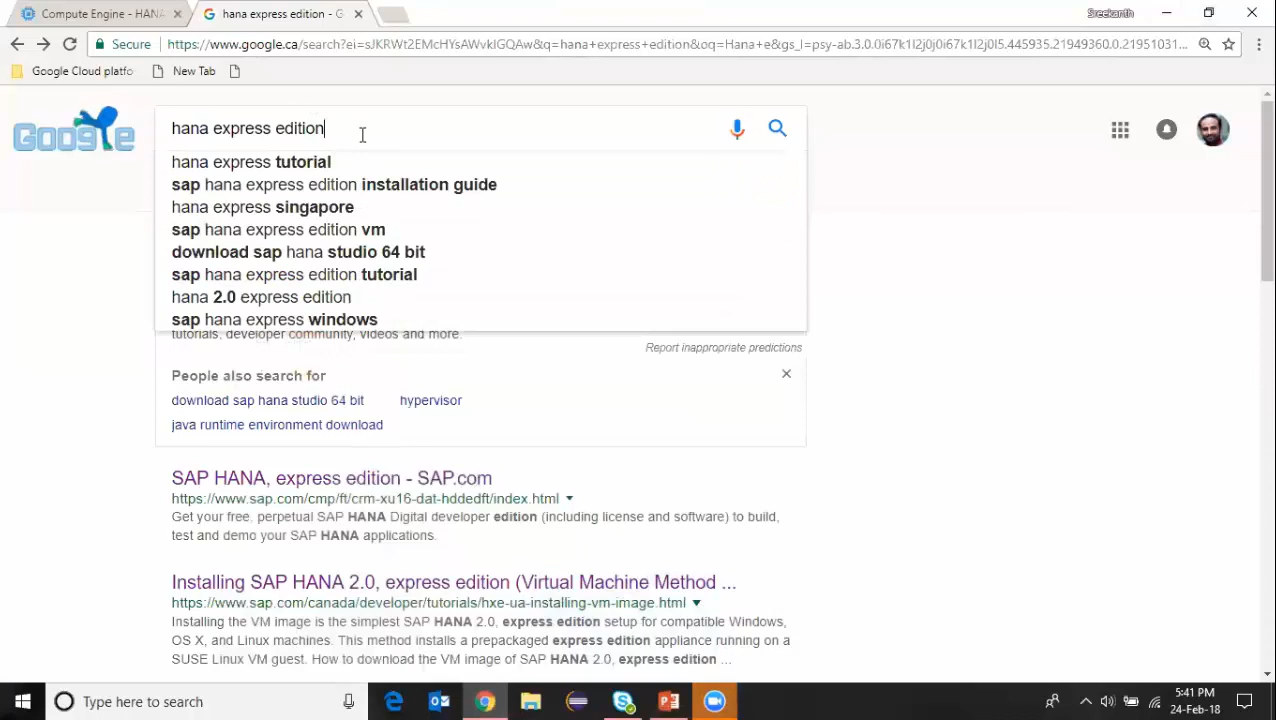 Compute Engine - HANA
hana express edition - G
Sreekanth
Secure
https://www.google.ca/search?ei=sJKRWt2EMcHYsAWvkIGQAw&q=hana+express+edition&oq=Hana+e&gs_l=psy-ab.3.0.0i67k1l2j0j0i67k1l2j0l5.445935.21949360.0.21951031...
Google Cloud platfo
New Tab
Google
hana express edition
hana express tutorial
sap hana express edition installation guide
hana express singapore
sap hana express edition vm
download sap hana studio 64 bit
sap hana express edition tutorial
hana 2.0 express edition
sap hana express windows
tutorials, developer community, videos and more.
Report inappropriate predictions
People also search for
download sap hana studio 64 bit
hypervisor
java runtime environment download
SAP HANA, express edition - SAP.com
https://www.sap.com/cmp/ft/crm-xu16-dat-hddedft/index.html
Get your free, perpetual SAP HANA Digital developer edition (including license and software) to build,
test and demo your SAP HANA applications.
Installing SAP HANA 2.0, express edition (Virtual Machine Method ...
https://www.sap.com/canada/developer/tutorials/hxe-ua-installing-vm-image.html
Installing the VM image is the simplest SAP HANA 2.0, express edition setup for compatible Windows,
OS X, and Linux machines. This method installs a prepackaged express edition appliance running on a
SUSE Linux VM guest. How to download the VM image of SAP HANA 2.0, express edition ...
Type here to search
5:41 PM
24-Feb-18